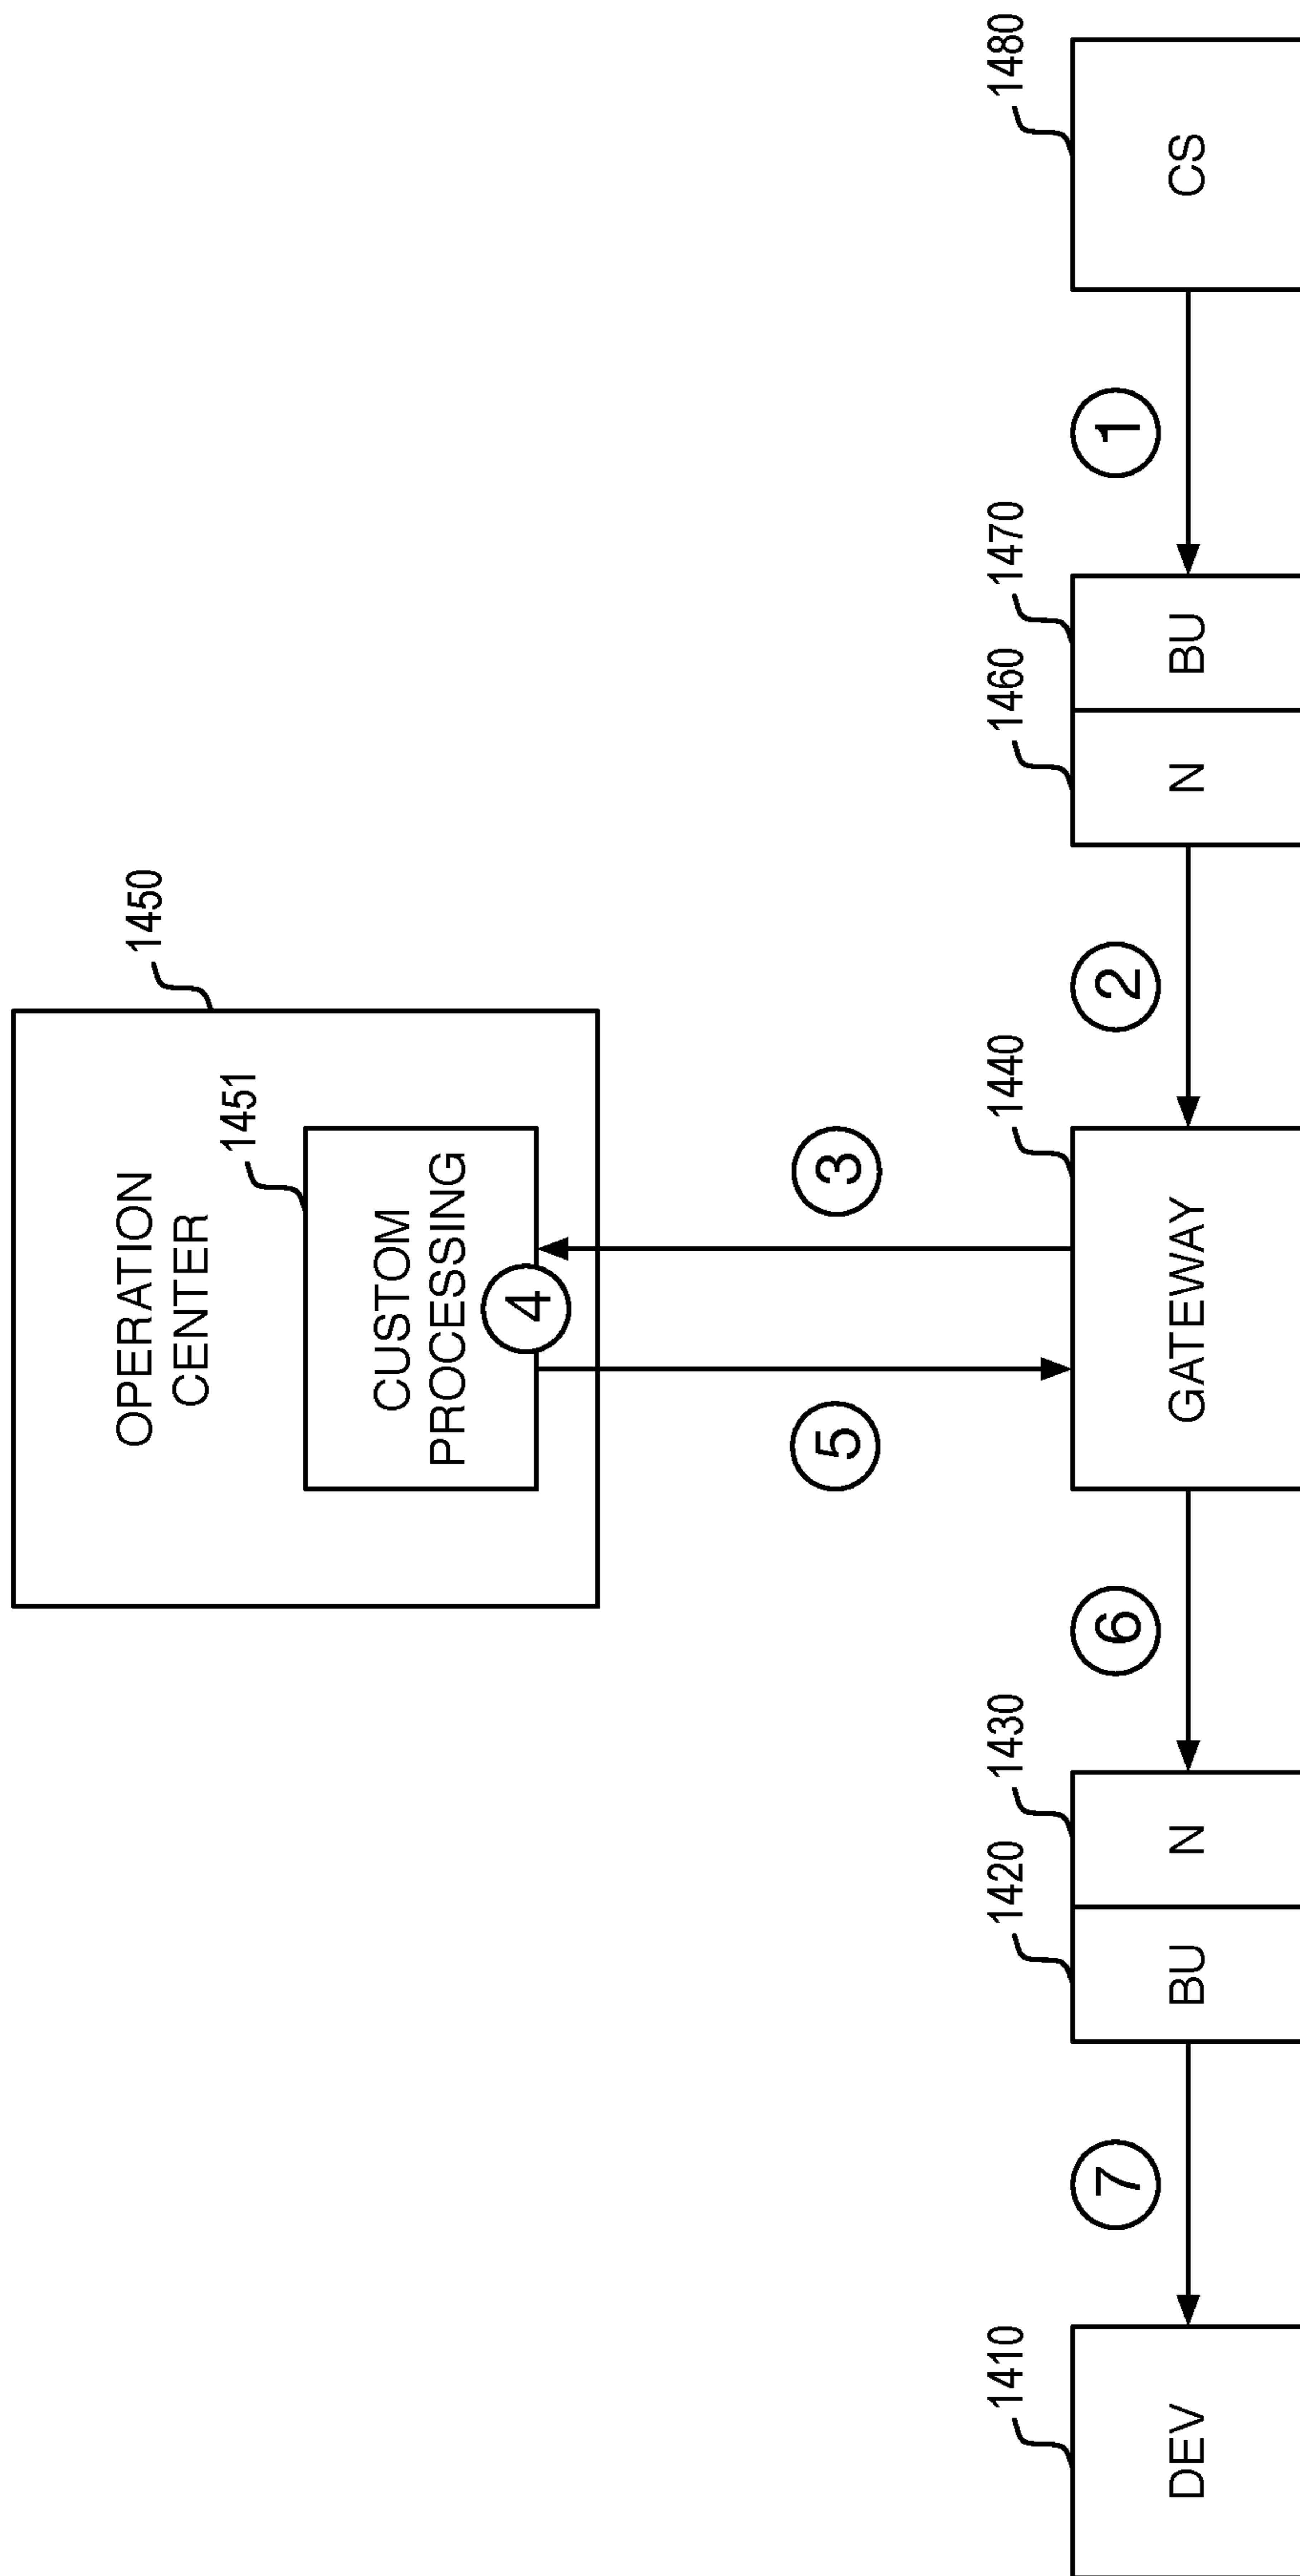 OPERATION
CENTER
1450
1451
CUSTOM
PROCESSING
4
5
3
1410
DEV
7
1420
BU
1430
N
6
1440
GATEWAY
2
1460
N
1470
BU
1
1480
CS